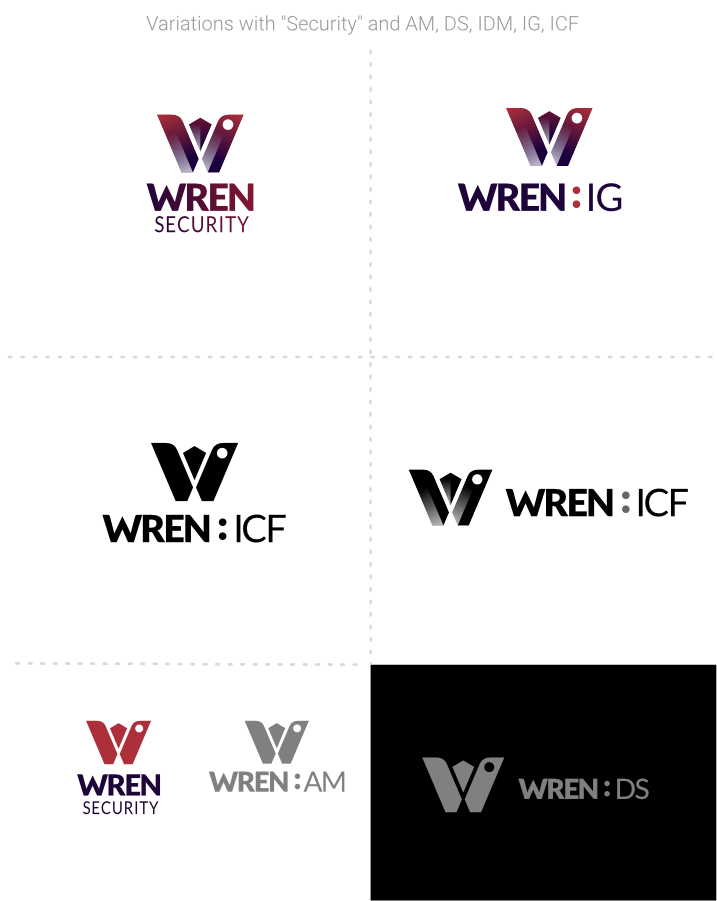 Variations with "Security" and AM, DS, IDM, IG, ICF
WREN
SECURITY
WREN:IG
WREN:ICF
WREN:ICF
WREN
SECURITY
WREN:AM
WREN:DS